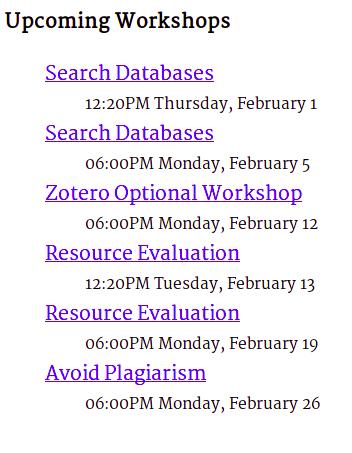 Upcoming Workshops
Search Databases
12:20PM Thursday, February 1
Search Databases
06:00PM Monday, February 5
Zotero Optional Workshop
06:00PM Monday, February 12
Resource Evaluation
12:20PM Tuesday, February 13
Resource Evaluation
06:00PM Monday, February 19
Avoid Plagiarism
06:00PM Monday, February 26